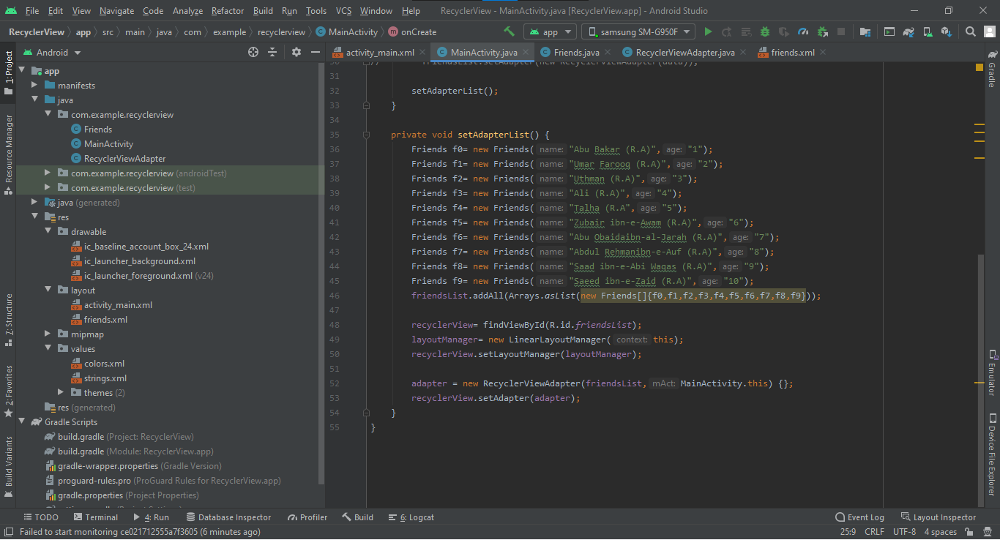 File Edit View Navigate Code Analyze Refactor Build Run Tools VCS Window Help RecyclerView - MainActivity.java [RecyclerView.app] - Android Studio
RecyclerView app src main java com example recyclerview MainActivity onCreate app samsung SM-G950F
Android
activity_main.xml MainActivity.java Friends.java RecyclerViewAdapter.java friends.xml
1: Project
Resource Manager
7: Structure
2: Favorites
Build Variants
app
manifests
java
com.example.recyclerview
Friends
MainActivity
RecyclerViewAdapter
com.example.recyclerview (androidTest)
com.example.recyclerview (test)
java (generated)
res
drawable
ic_baseline_account_box_24.xml
ic_launcher_background.xml
ic_launcher_foreground.xml (v24)
layout
activity_main.xml
friends.xml
mipmap
values
colors.xml
strings.xml
themes (2)
res (generated)
Gradle Scripts
build.gradle (Project: RecyclerView)
build.gradle (Module: RecyclerView.app)
gradle-wrapper.properties (Gradle Version)
proguard-rules.pro (ProGuard Rules for RecyclerView.app)
gradle.properties (Project Properties)
30 // friendsList.setAdapter(new RecyclerViewAdapter(data));
31
32 setAdapterList();
33 }
34
35 private void setAdapterList() {
36 Friends f0= new Friends( name: "Abu Bakar (R.A)", age: "1");
37 Friends f1= new Friends( name: "Umar Farooq (R.A)", age: "2");
38 Friends f2= new Friends( name: "Uthman (R.A)", age: "3");
39 Friends f3= new Friends( name: "Ali (R.A)", age: "4");
40 Friends f4= new Friends( name: "Talha (R.A", age: "5");
41 Friends f5= new Friends( name: "Zubair ibn-e-Awam (R.A)", age: "6");
42 Friends f6= new Friends( name: "Abu Obaidaibn-al-Jarah (R.A)", age: "7");
43 Friends f7= new Friends( name: "Abdul Rehmanibn-e-Auf (R.A)", age: "8");
44 Friends f8= new Friends( name: "Saad ibn-e-Abi Waqas (R.A)", age: "9");
45 Friends f9= new Friends( name: "Saeed ibn-e-Zaid (R.A)", age: "10");
46 friendsList.addAll(Arrays.asList(new Friends[]{f0,f1,f2,f3,f4,f5,f6,f7,f8,f9}));
47
48 recyclerView= findViewById(R.id.friendsList);
49 layoutManager= new LinearLayoutManager( context: this);
50 recyclerView.setLayoutManager(layoutManager);
51
52 adapter = new RecyclerViewAdapter(friendsList, mAct: MainActivity.this) {};
53 recyclerView.setAdapter(adapter);
54 }
55 }
Gradle
Emulator
Device File Explorer
TODO Terminal 4: Run Database Inspector Profiler Build 6: Logcat Event Log Layout Inspector
Failed to start monitoring ce021712555a7f3605 (6 minutes ago) 25:9 CRLF UTF-8 4 spaces